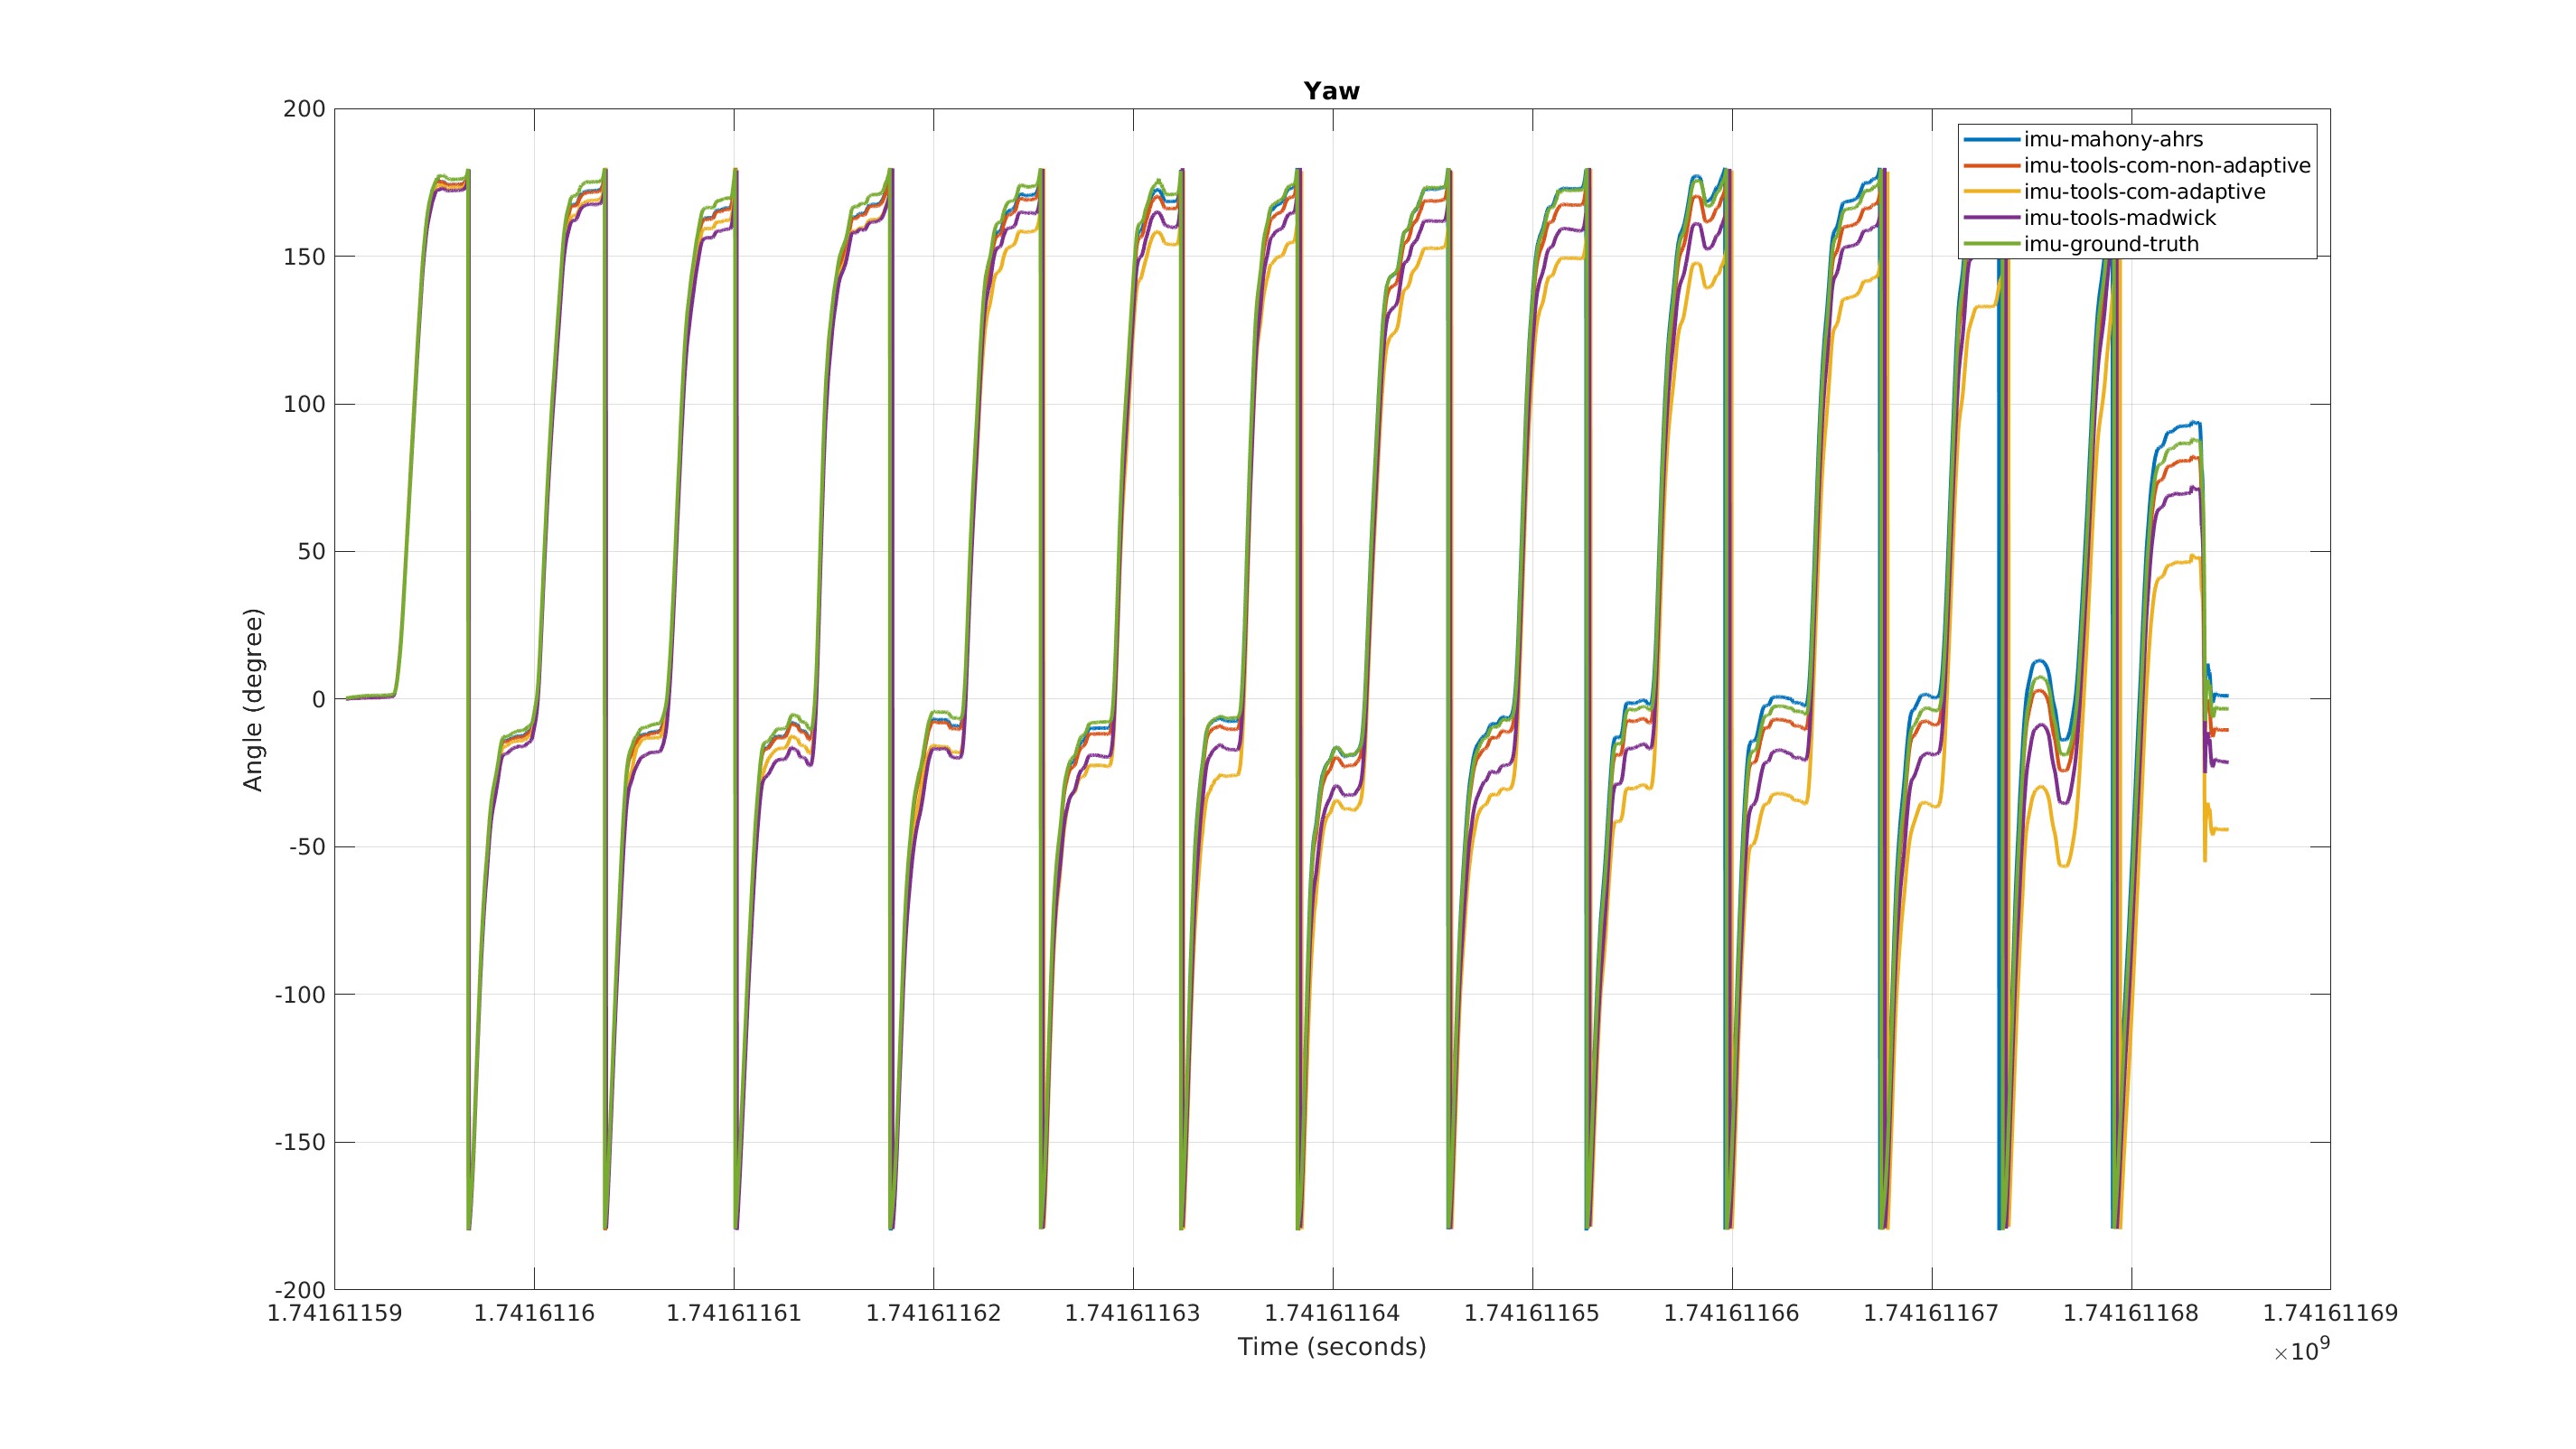 Yaw
200
150
100
50
0
-50
-100
-150
-200
Angle (degree)
imu-mahony-ahrs
imu-tools-com-non-adaptive
imu-tools-com-adaptive
imu-tools-madwick
imu-ground-truth
1.74161159 1.7416116 1.74161161 1.74161162 1.74161163 1.74161164 1.74161165 1.74161166 1.74161167 1.74161168 1.74161169
Time (seconds)
×10⁹